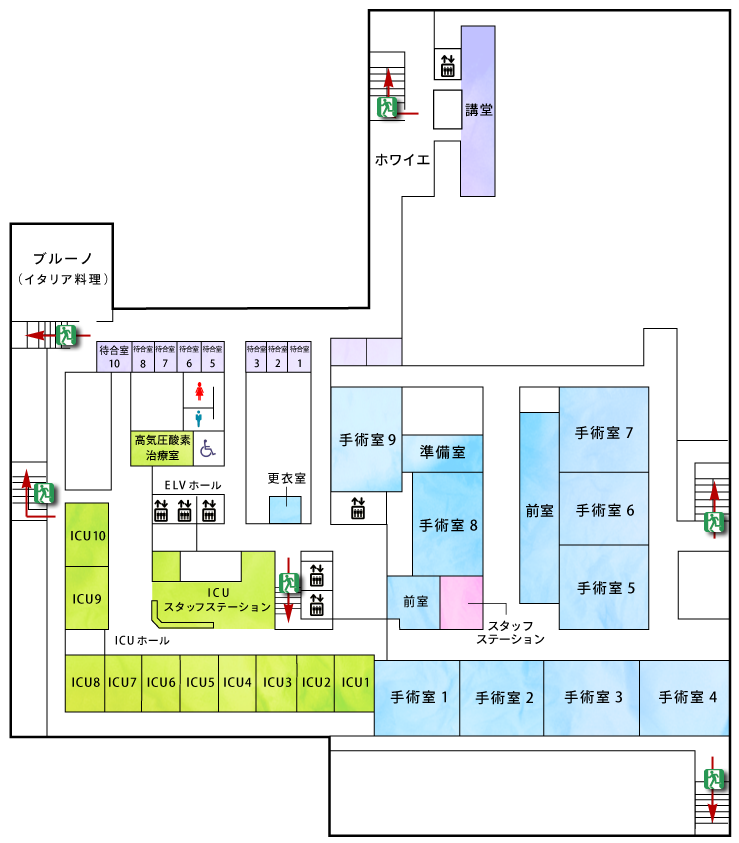 講堂
ホワイエ
ブルーノ
（イタリア料理）
待合室
10
待合室
8
待合室
7
待合室
6
待合室
5
待合室
3
待合室
2
待合室
1
高気圧酸素
治療室
ELVホール
更衣室
手術室9
準備室
手術室8
前室
スタッフ
ステーション
前室
手術室7
手術室6
手術室5
ICU10
ICU9
ICU
スタッフステーション
ICUホール
ICU8
ICU7
ICU6
ICU5
ICU4
ICU3
ICU2
ICU1
手術室1
手術室2
手術室3
手術室4